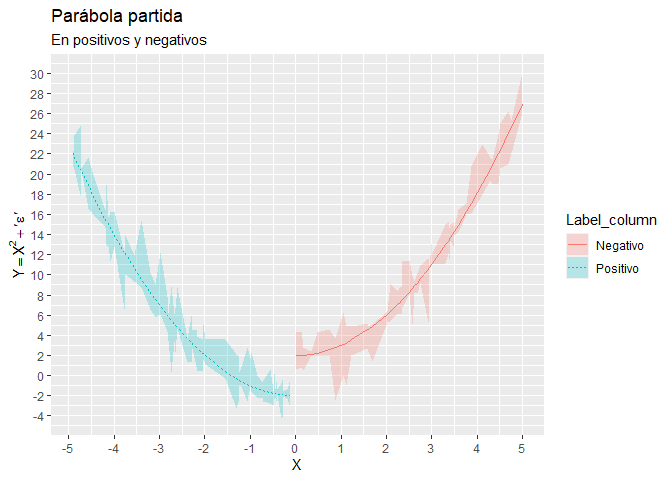 Parábola partida
En positivos y negativos
Y = X² + ′ε′
30
28
26
24
22
20
18
16
14
12
10
8
6
4
2
0
-2
-4
-5 -4 -3 -2 -1 0 1 2 3 4 5
X
Label_column
Negativo
Positivo